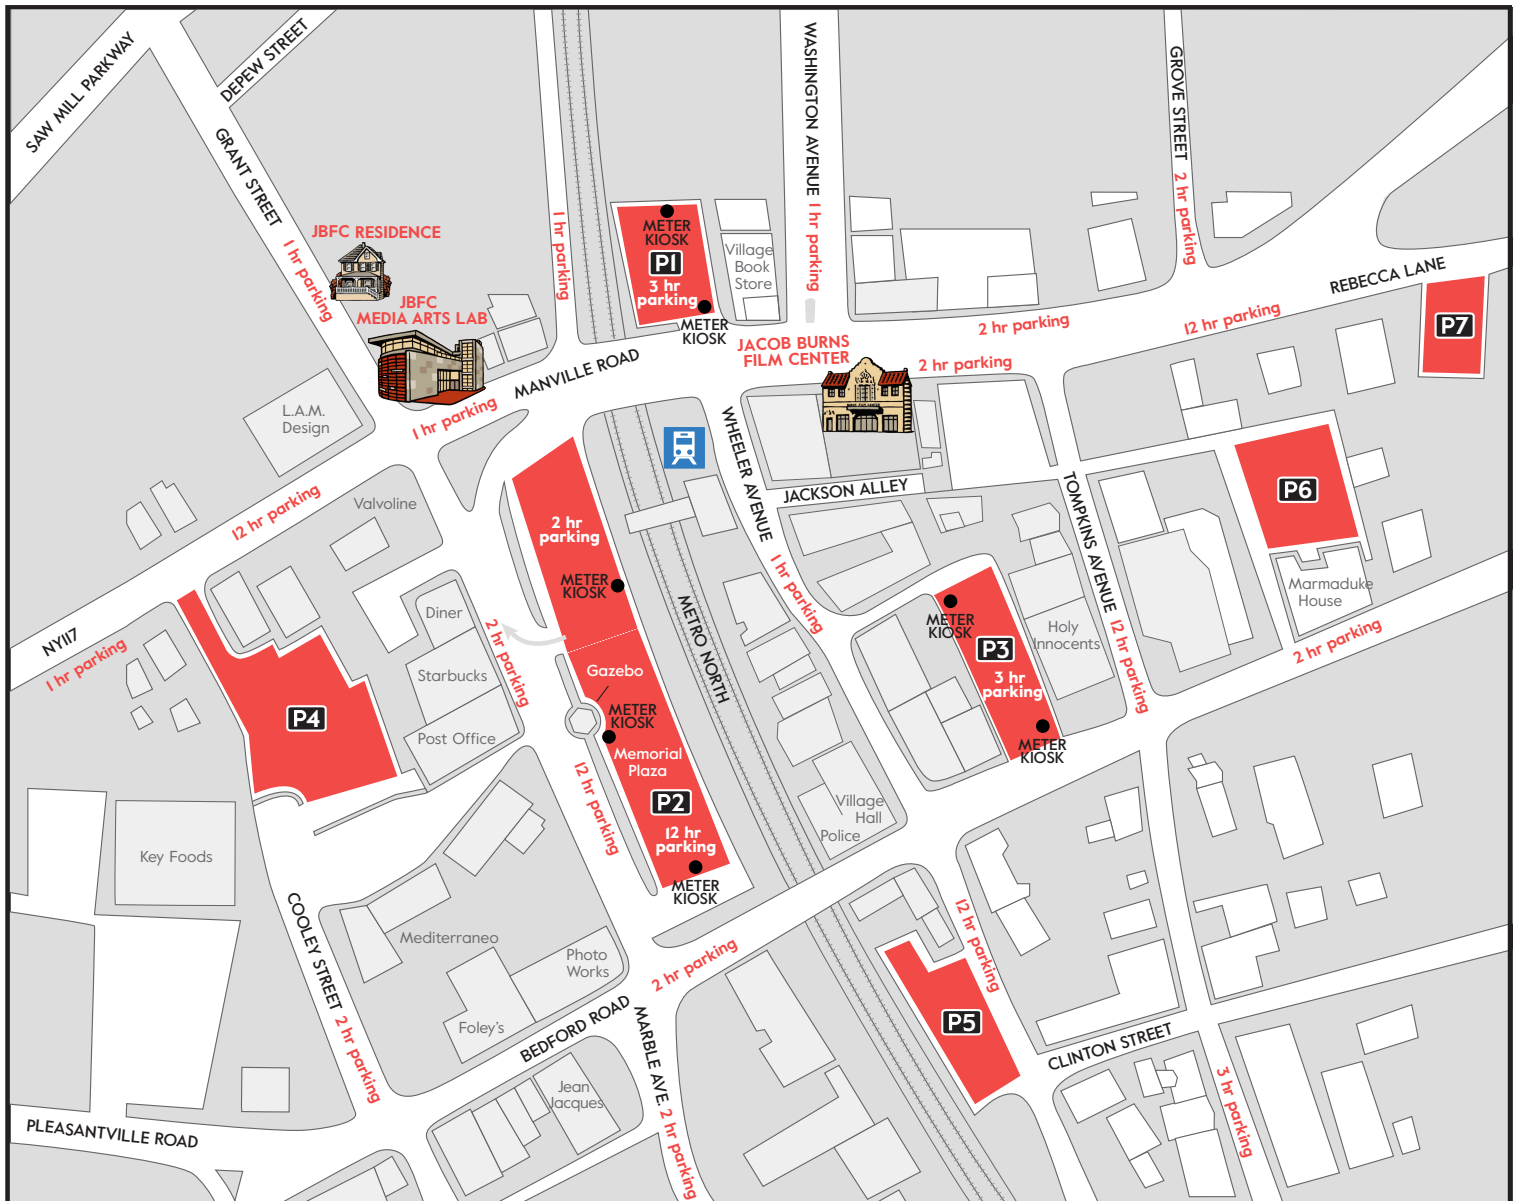 SAW MILL PARKWAY
DEPEW STREET
GRANT STREET
1 hr parking
JBFC RESIDENCE
JBFC
MEDIA ARTS LAB
1 hr parking
METER
KIOSK
P1
3 hr
parking
METER
KIOSK
Village
Book
Store
WASHINGTON AVENUE
1 hr parking
GROVE STREET
2 hr parking
REBECCA LANE
12 hr parking
2 hr parking
2 hr parking
P7
JACOB BURNS
FILM CENTER
MANVILLE ROAD
1 hr parking
L.A.M.
Design
12 hr parking
Valvoline
NY117
1 hr parking
2 hr
parking
METER
KIOSK
WHEELER AVENUE
1 hr parking
JACKSON ALLEY
TOMPKINS AVENUE
12 hr parking
P6
Marmaduke
House
2 hr parking
Diner
Starbucks
Post Office
2 hr parking
METRO NORTH
Gazebo
METER
KIOSK
Memorial
Plaza
P2
12 hr
parking
METER
KIOSK
12 hr parking
METER
KIOSK
P3
3 hr
parking
METER
KIOSK
Holy
Innocents
P4
Village
Hall
Police
Key Foods
COOLEY STREET
2 hr parking
Mediterraneo
Photo
Works
Foley's
BEDFORD ROAD
2 hr parking
MARBLE AVE.
2 hr parking
Jean
Jacques
12 hr parking
P5
CLINTON STREET
3 hr parking
PLEASANTVILLE ROAD